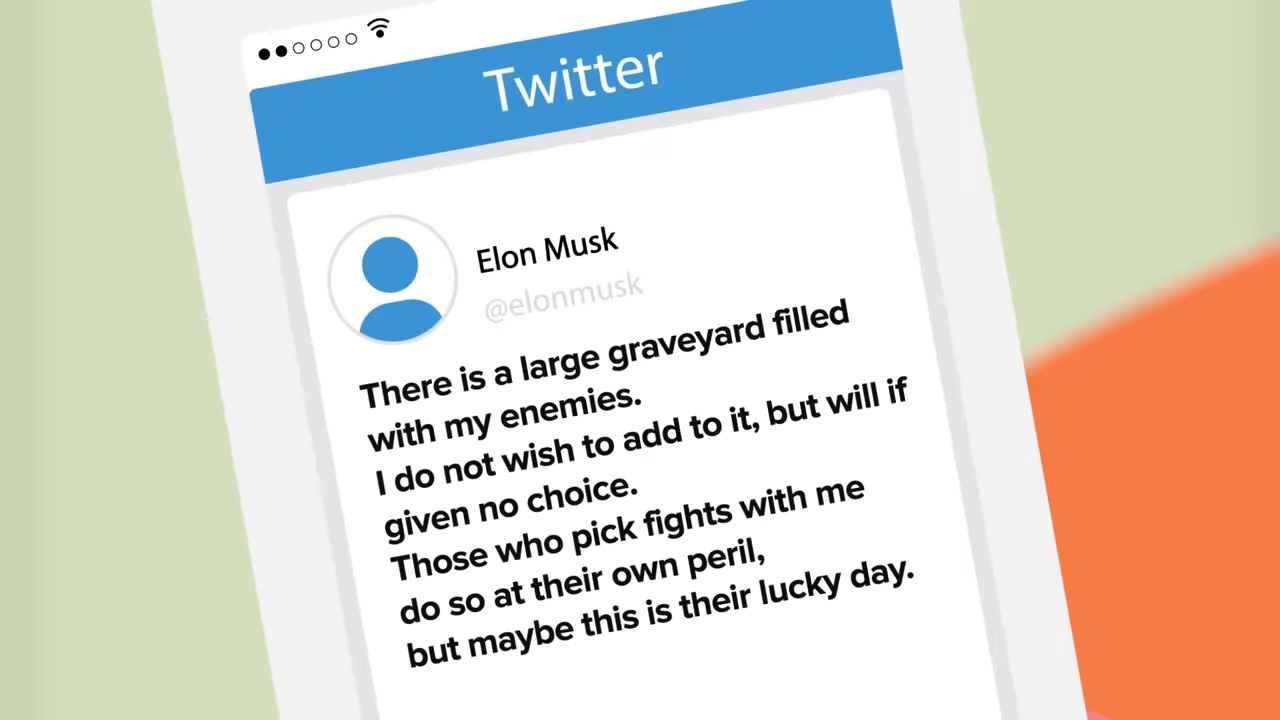 Twitter
Elon Musk
@elonmusk
There is a large graveyard filled
with my enemies.
I do not wish to add to it, but will if
given no choice.
Those who pick fights with me
do so at their own peril,
but maybe this is their lucky day.